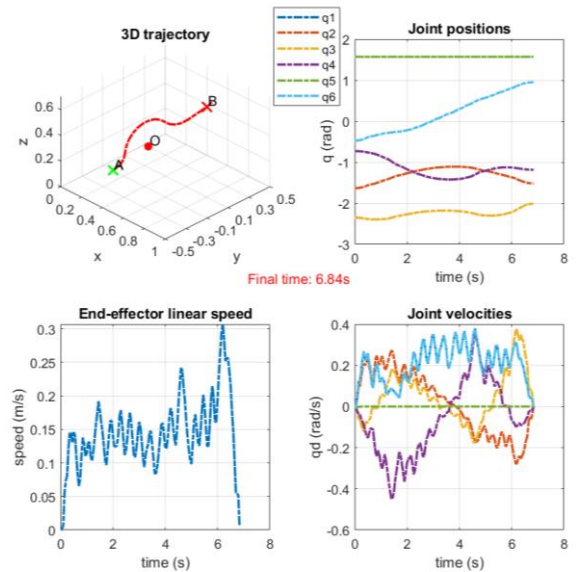 3D trajectory
0.6
0.4
0.2
0
z
0
0.2
0.4
0.6
0.8
1
x
-0.5
-0.3
-0.1
0.1
0.3
0.5
y
A
O
B
q1
q2
q3
q4
q5
q6
Joint positions
2
1
0
-1
-2
-3
q (rad)
0
2
4
6
8
time (s)
Final time: 6.84s
End-effector linear speed
0.3
0.25
0.2
0.15
0.1
0.05
0
speed (m/s)
0
2
4
6
8
time (s)
Joint velocities
0.4
0.2
0
-0.2
-0.4
-0.6
qd (rad/s)
0
2
4
6
8
time (s)